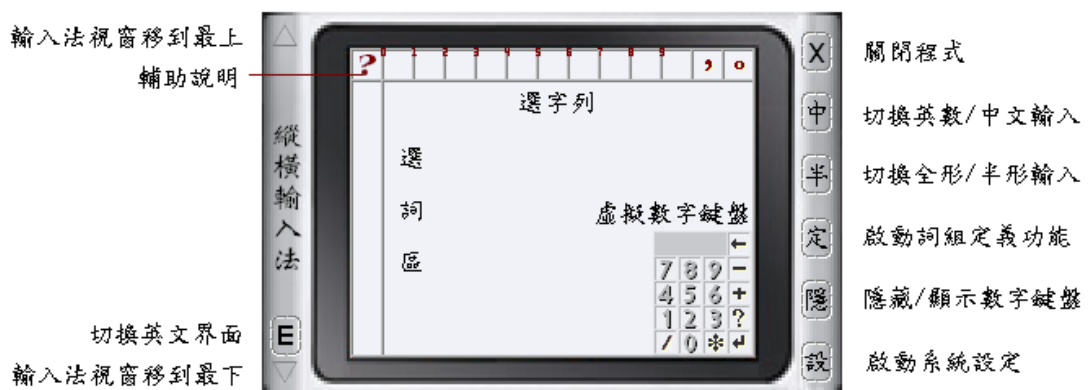 輸入法視窗移到最上
輔助說明
縱橫輸入法
切換英文界面
E
輸入法視窗移到最下
? 0 1 2 3 4 5 6 7 8 9 , 。
選字列
選詞區
虛擬數字鍵盤
←
7 8 9 -
4 5 6 +
1 2 3 ?
/ 0 * ↵
X 關閉程式
中 切換英數/中文輸入
半 切換全形/半形輸入
定 啟動詞組定義功能
隱 隱藏/顯示數字鍵盤
設 啟動系統設定